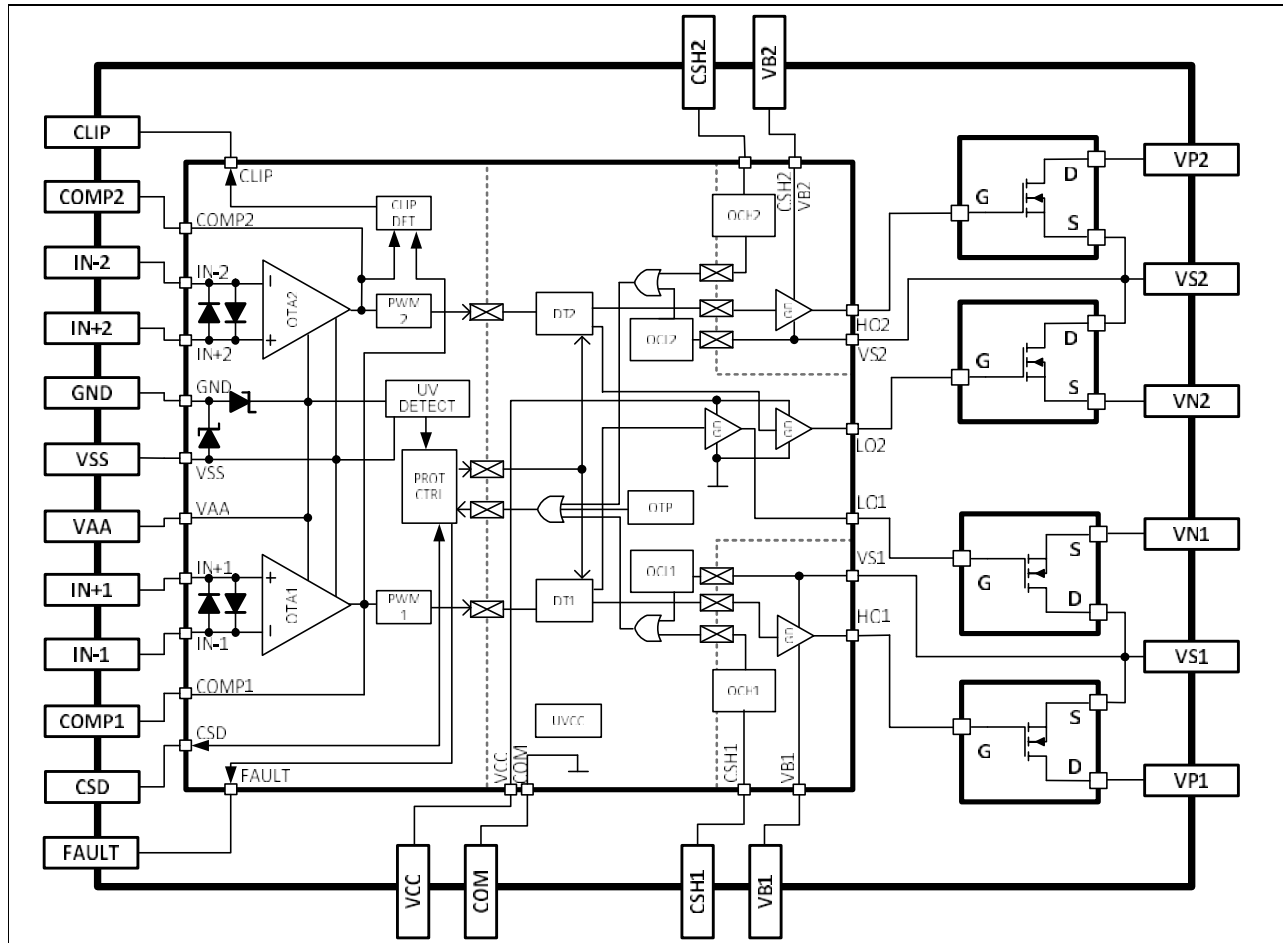 CSH2
VB2
CLIP
COMP2
IN-2
IN+2
GND
VSS
VAA
IN+1
IN-1
COMP1
CSD
FAULT
CLIP
COMP2
IN-2
IN+2
GND
VSS
VAA
IN+1
IN-1
COMP1
CSD
FAULT
CLIP
DET
OTA2
PWM
2
UV
DETECT
PROT
CTRL
OTA1
PWM
1
DT2
DT1
OCH2
OCL2
CSH2
VB2
GD
GD
GD
OTP
OCL1
GD
OCH1
UVCC
VCC
COM
CSH1
VB1
HO2
VS2
LO2
LO1
VS1
HO1
G
D
S
G
D
S
G
S
D
G
S
D
VP2
VS2
VN2
VN1
VS1
VP1
VCC
COM
CSH1
VB1